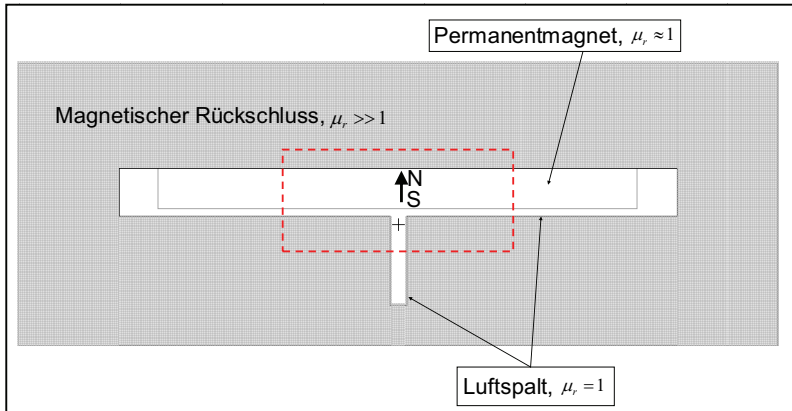 Permanentmagnet, μr ≈ 1
Magnetischer Rückschluss, μr >> 1
N
S
Luftspalt, μr = 1